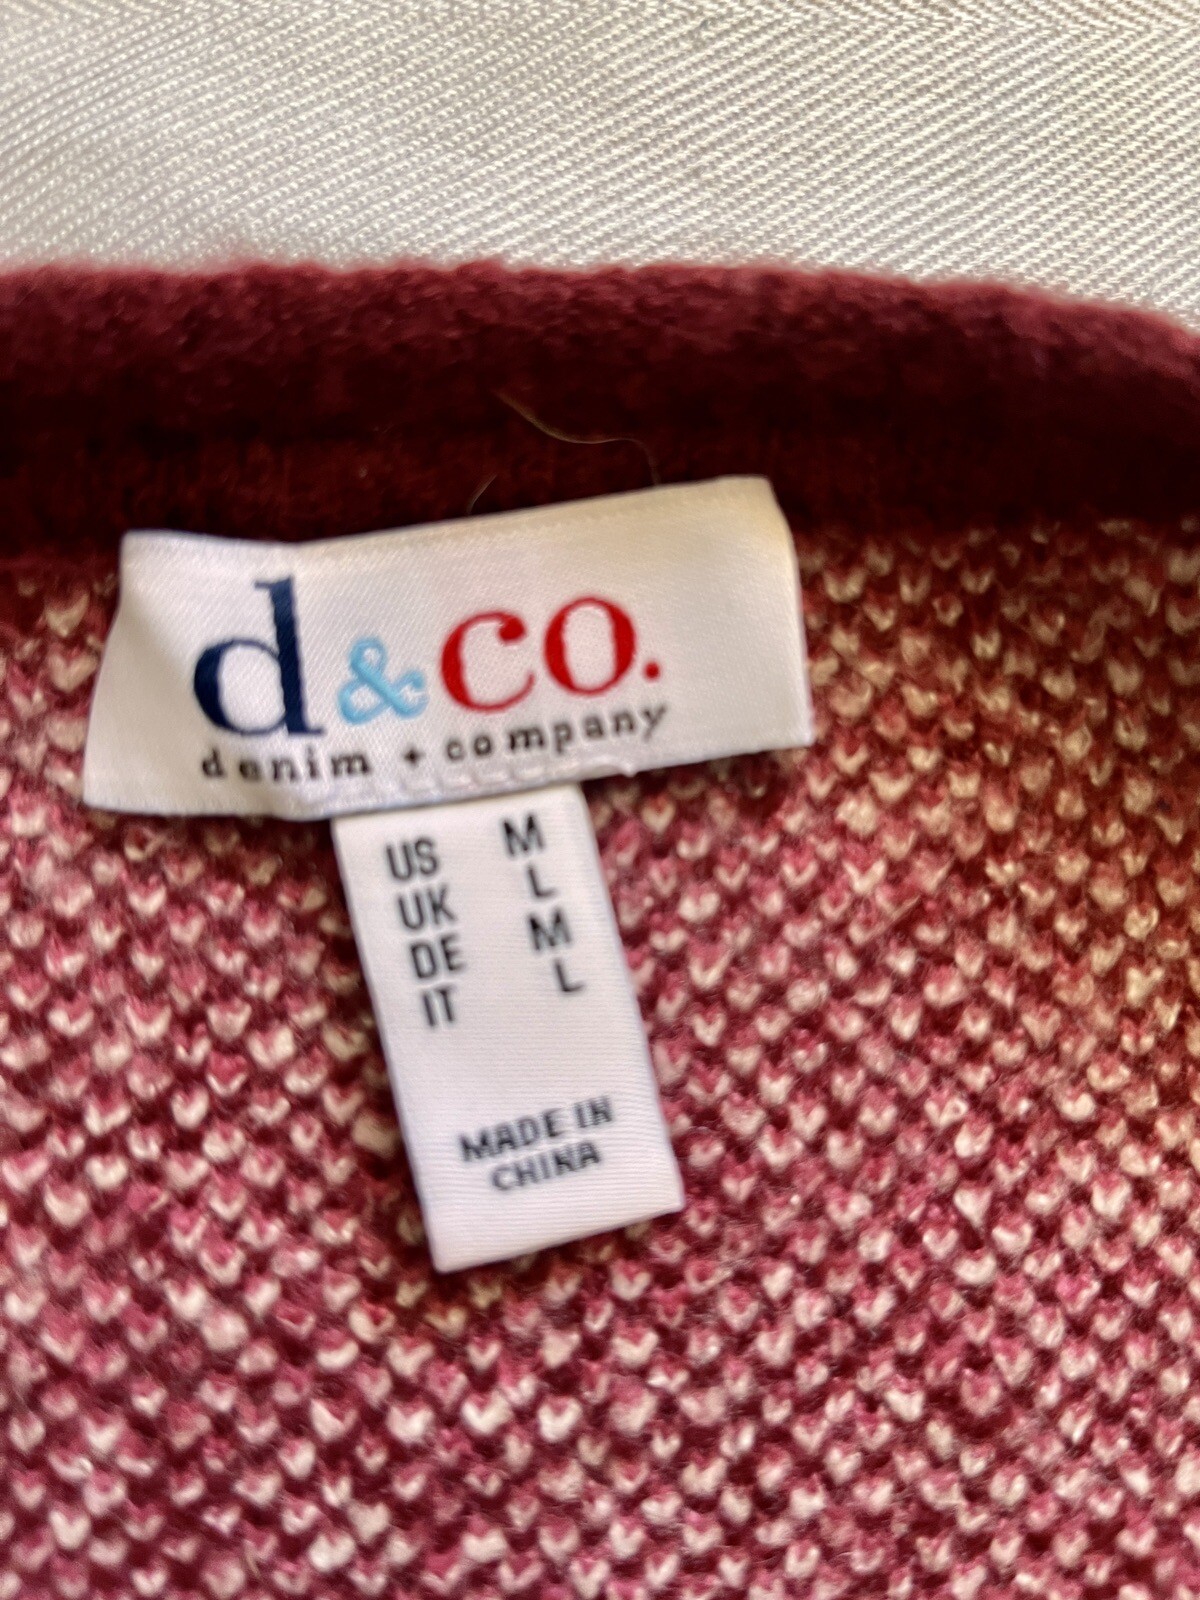 d & co.
denim + company
US M
UK L
DE M
IT L
MADE IN
CHINA